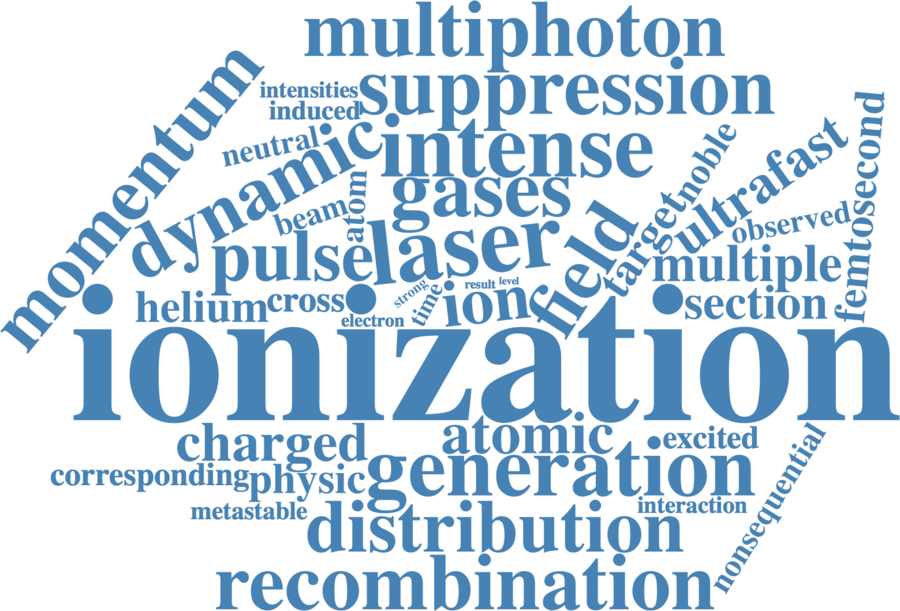 multiphoton
momentum
intensities
suppression
induced
femtosecond
neutral
dynamic
intense
noble
ultrafast
atom
gases
beam
target
observed
pulse
laser
field
multiple
helium
cross
strong
time
ion
result
level
section
electron
ionization
charged
atomic
excited
corresponding
physic
generation
nonsequential
metastable
interaction
distribution
recombination